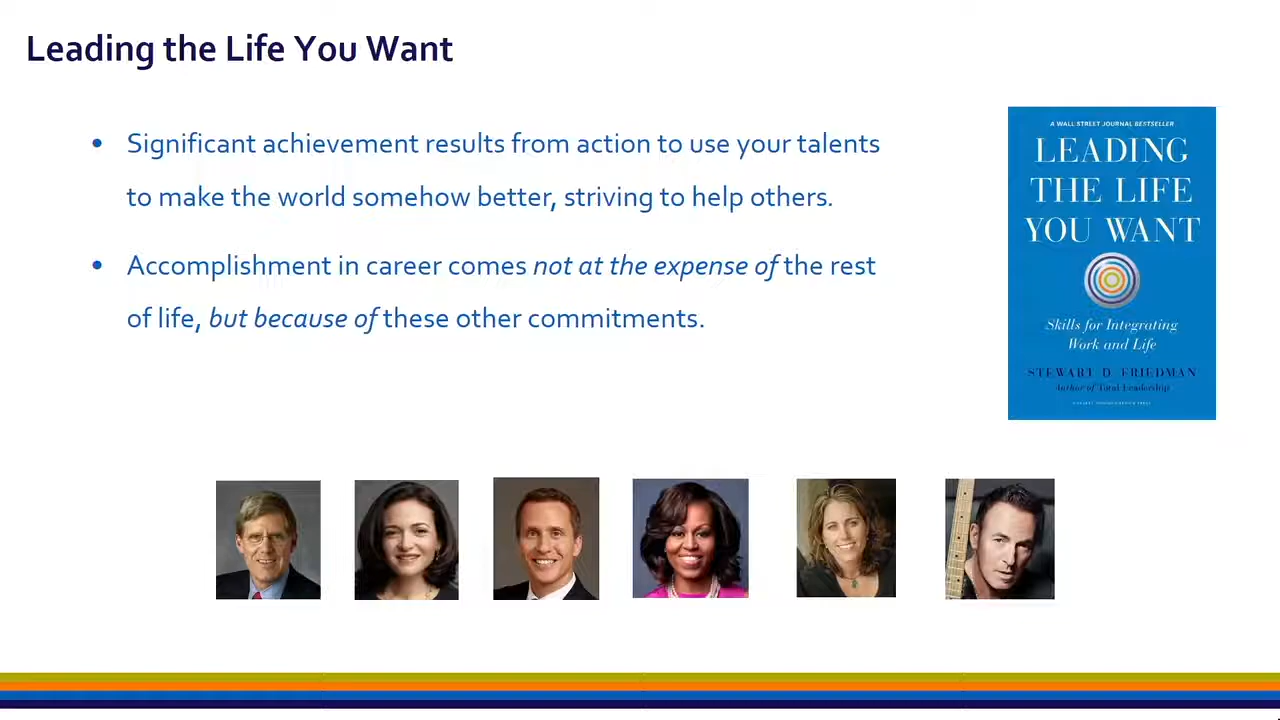 Leading the Life You Want
• Significant achievement results from action to use your talents
to make the world somehow better, striving to help others.
• Accomplishment in career comes not at the expense of the rest
of life, but because of these other commitments.
A WALL STREET JOURNAL BESTSELLER
LEADING
THE LIFE
YOU WANT
Skills for Integrating
Work and Life
STEWART D. FRIEDMAN
Author of Total Leadership